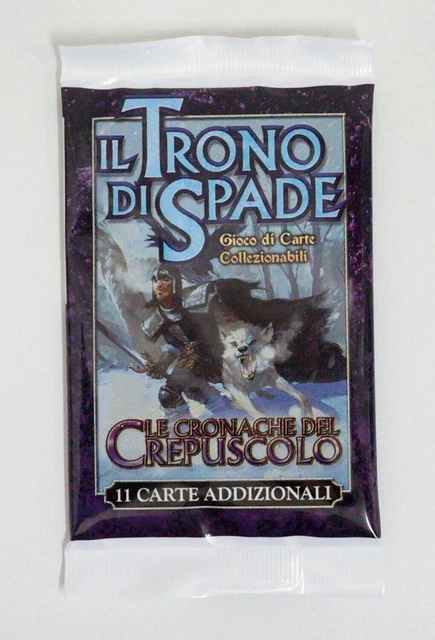 IL TRONO
DI SPADE
Gioco di Carte
Collezionabili
LE CRONACHE DEL
CREPUSCOLO
11 CARTE ADDIZIONALI